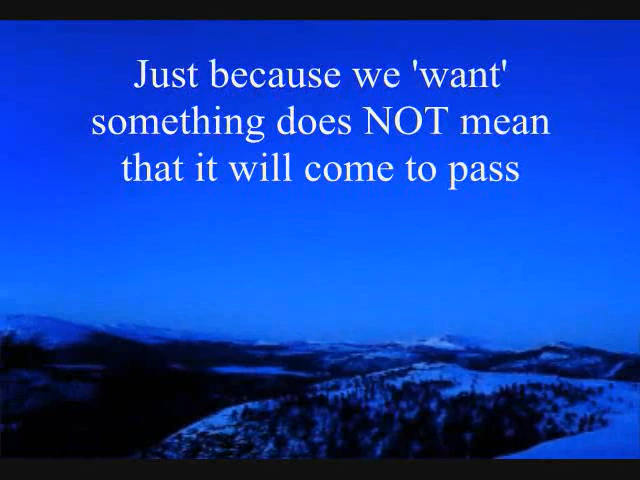 Just because we 'want'
something does NOT mean
that it will come to pass